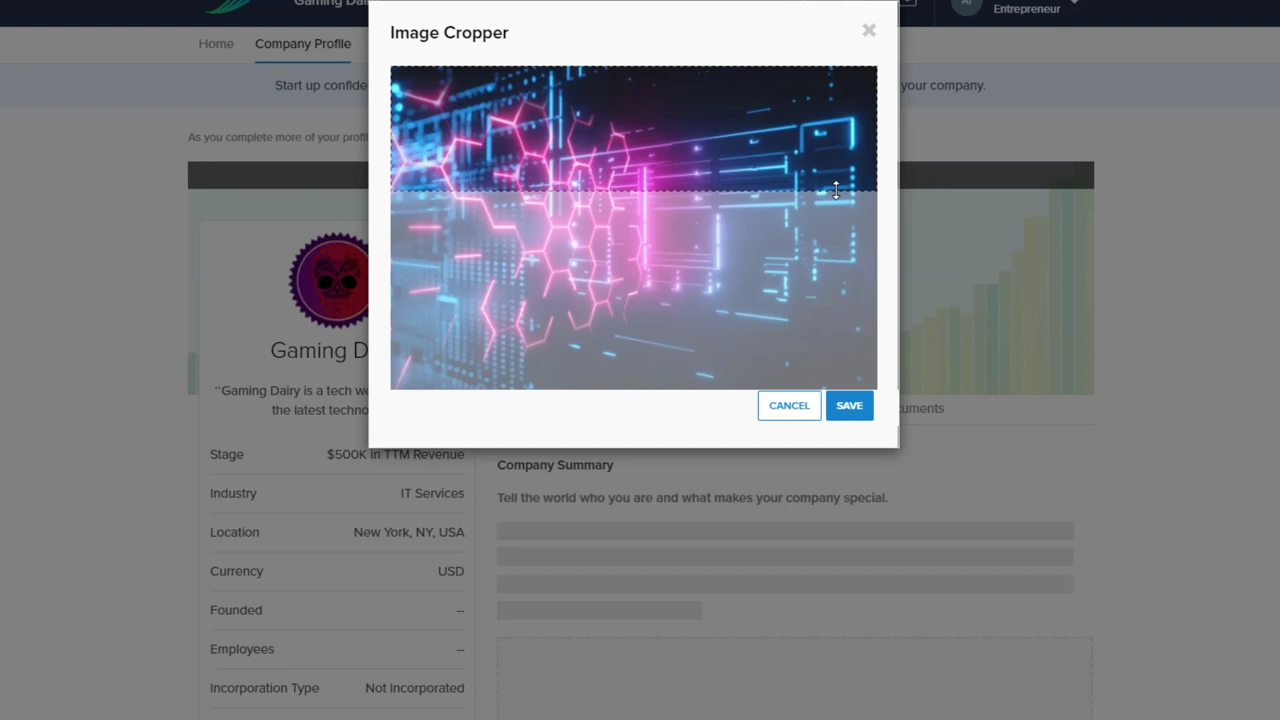 Gaming Dai
Entrepreneur
Home
Company Profile
Image Cropper
Start up confide
your company.
As you complete more of your profi
Gaming D
“Gaming Dairy is a tech we
the latest techno
CANCEL
SAVE
cuments
Stage
$500K in TTM Revenue
Industry
IT Services
Location
New York, NY, USA
Currency
USD
Founded
--
Employees
--
Incorporation Type
Not Incorporated
Company Summary
Tell the world who you are and what makes your company special.